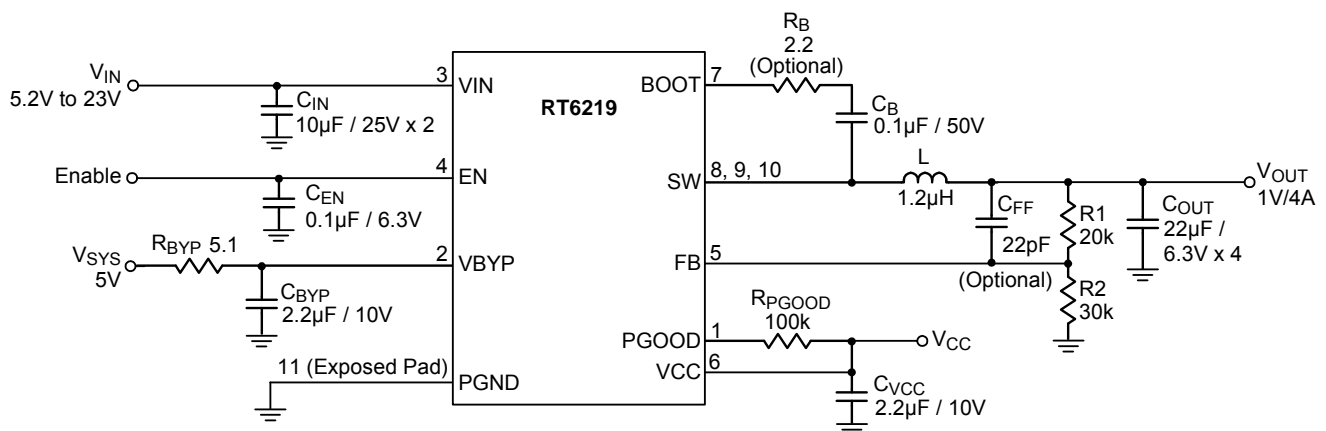 V_IN
5.2V to 23V
C_IN
10µF / 25V x 2
3
VIN
Enable
C_EN
0.1µF / 6.3V
4
EN
V_SYS
5V
R_BYP 5.1
C_BYP
2.2µF / 10V
2
VBYP
11 (Exposed Pad)
PGND
RT6219
BOOT
7
R_B
2.2
(Optional)
C_B
0.1µF / 50V
SW
8, 9, 10
L
1.2µH
C_FF
22pF
(Optional)
R1
20k
C_OUT
22µF /
6.3V x 4
V_OUT
1V/4A
FB
5
R2
30k
R_PGOOD
100k
PGOOD
1
V_CC
VCC
6
C_VCC
2.2µF / 10V